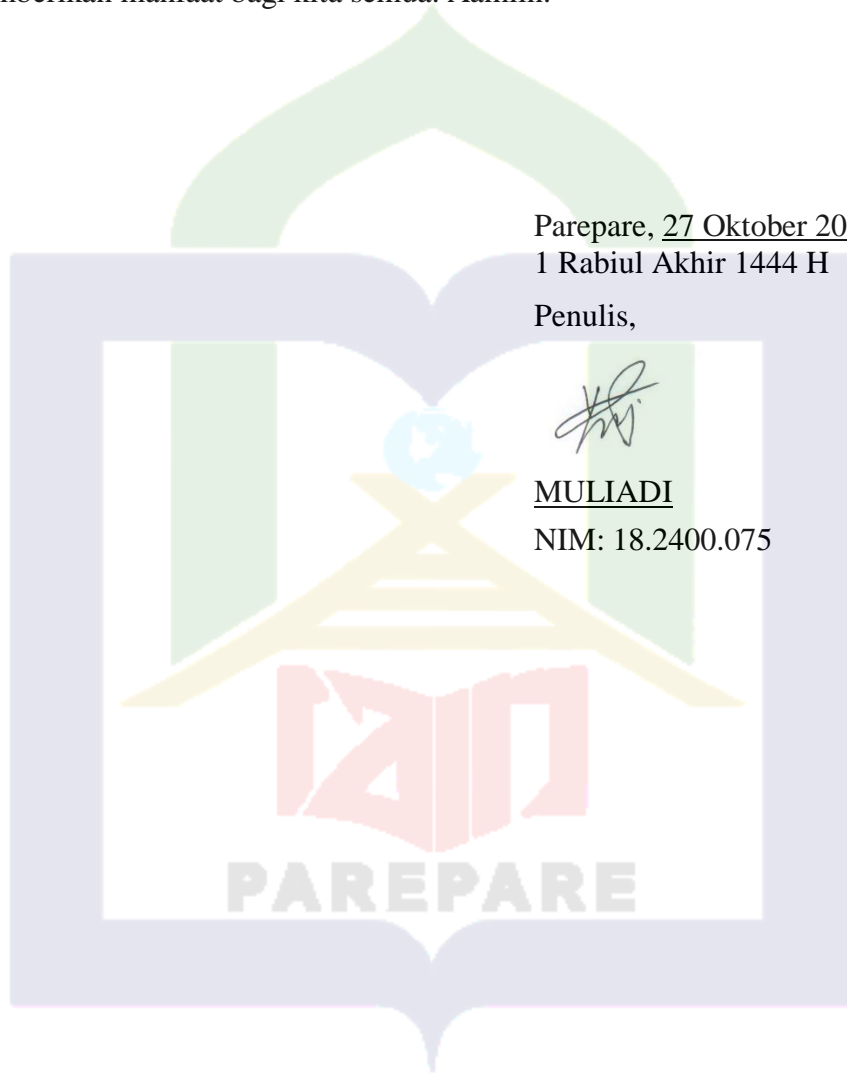 manfaat bagi kita semua. Aamiin.
Parepare, 27 Oktober 20
1 Rabiul Akhir 1444 H
Penulis,
MULIADI
NIM: 18.2400.075
iain
PAREPARE